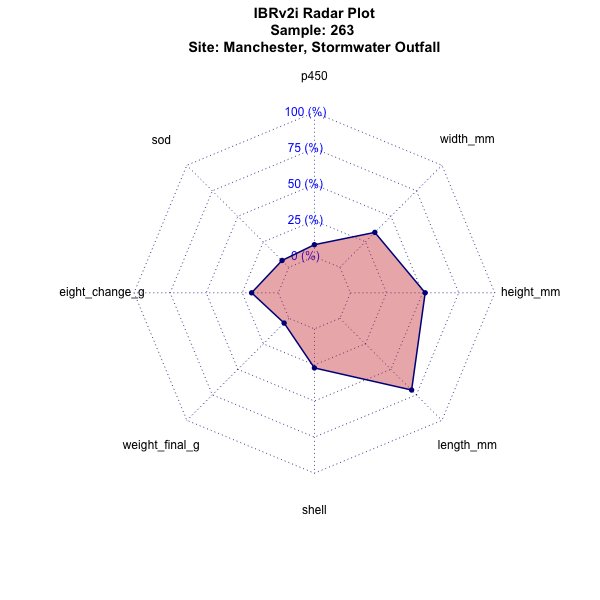 IBRv2i Radar Plot
Sample: 263
Site: Manchester, Stormwater Outfall
p450
100 (%)
sod
width_mm
75 (%)
50 (%)
25 (%)
0 (%)
eight_change_g
height_mm
weight_final_g
length_mm
shell